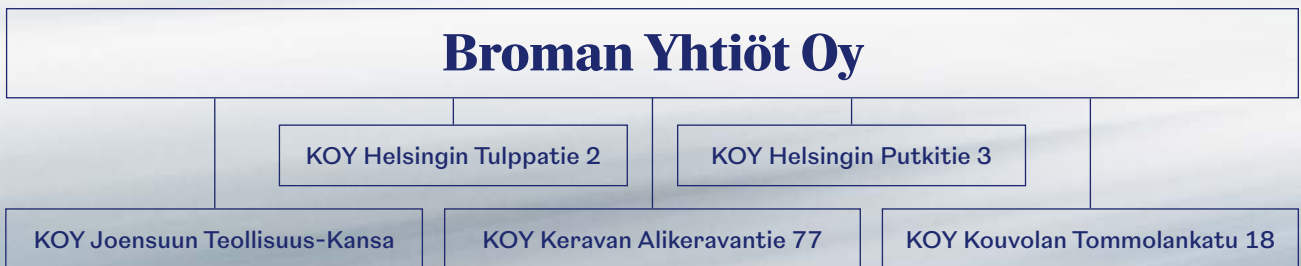 Broman Yhtiöt Oy
KOY Helsingin Tulppatie 2
KOY Helsingin Putkitie 3
KOY Joensuun Teollisuus-Kansa
KOY Keravan Alikeravantie 77
KOY Kouvolan Tommolankatu 18